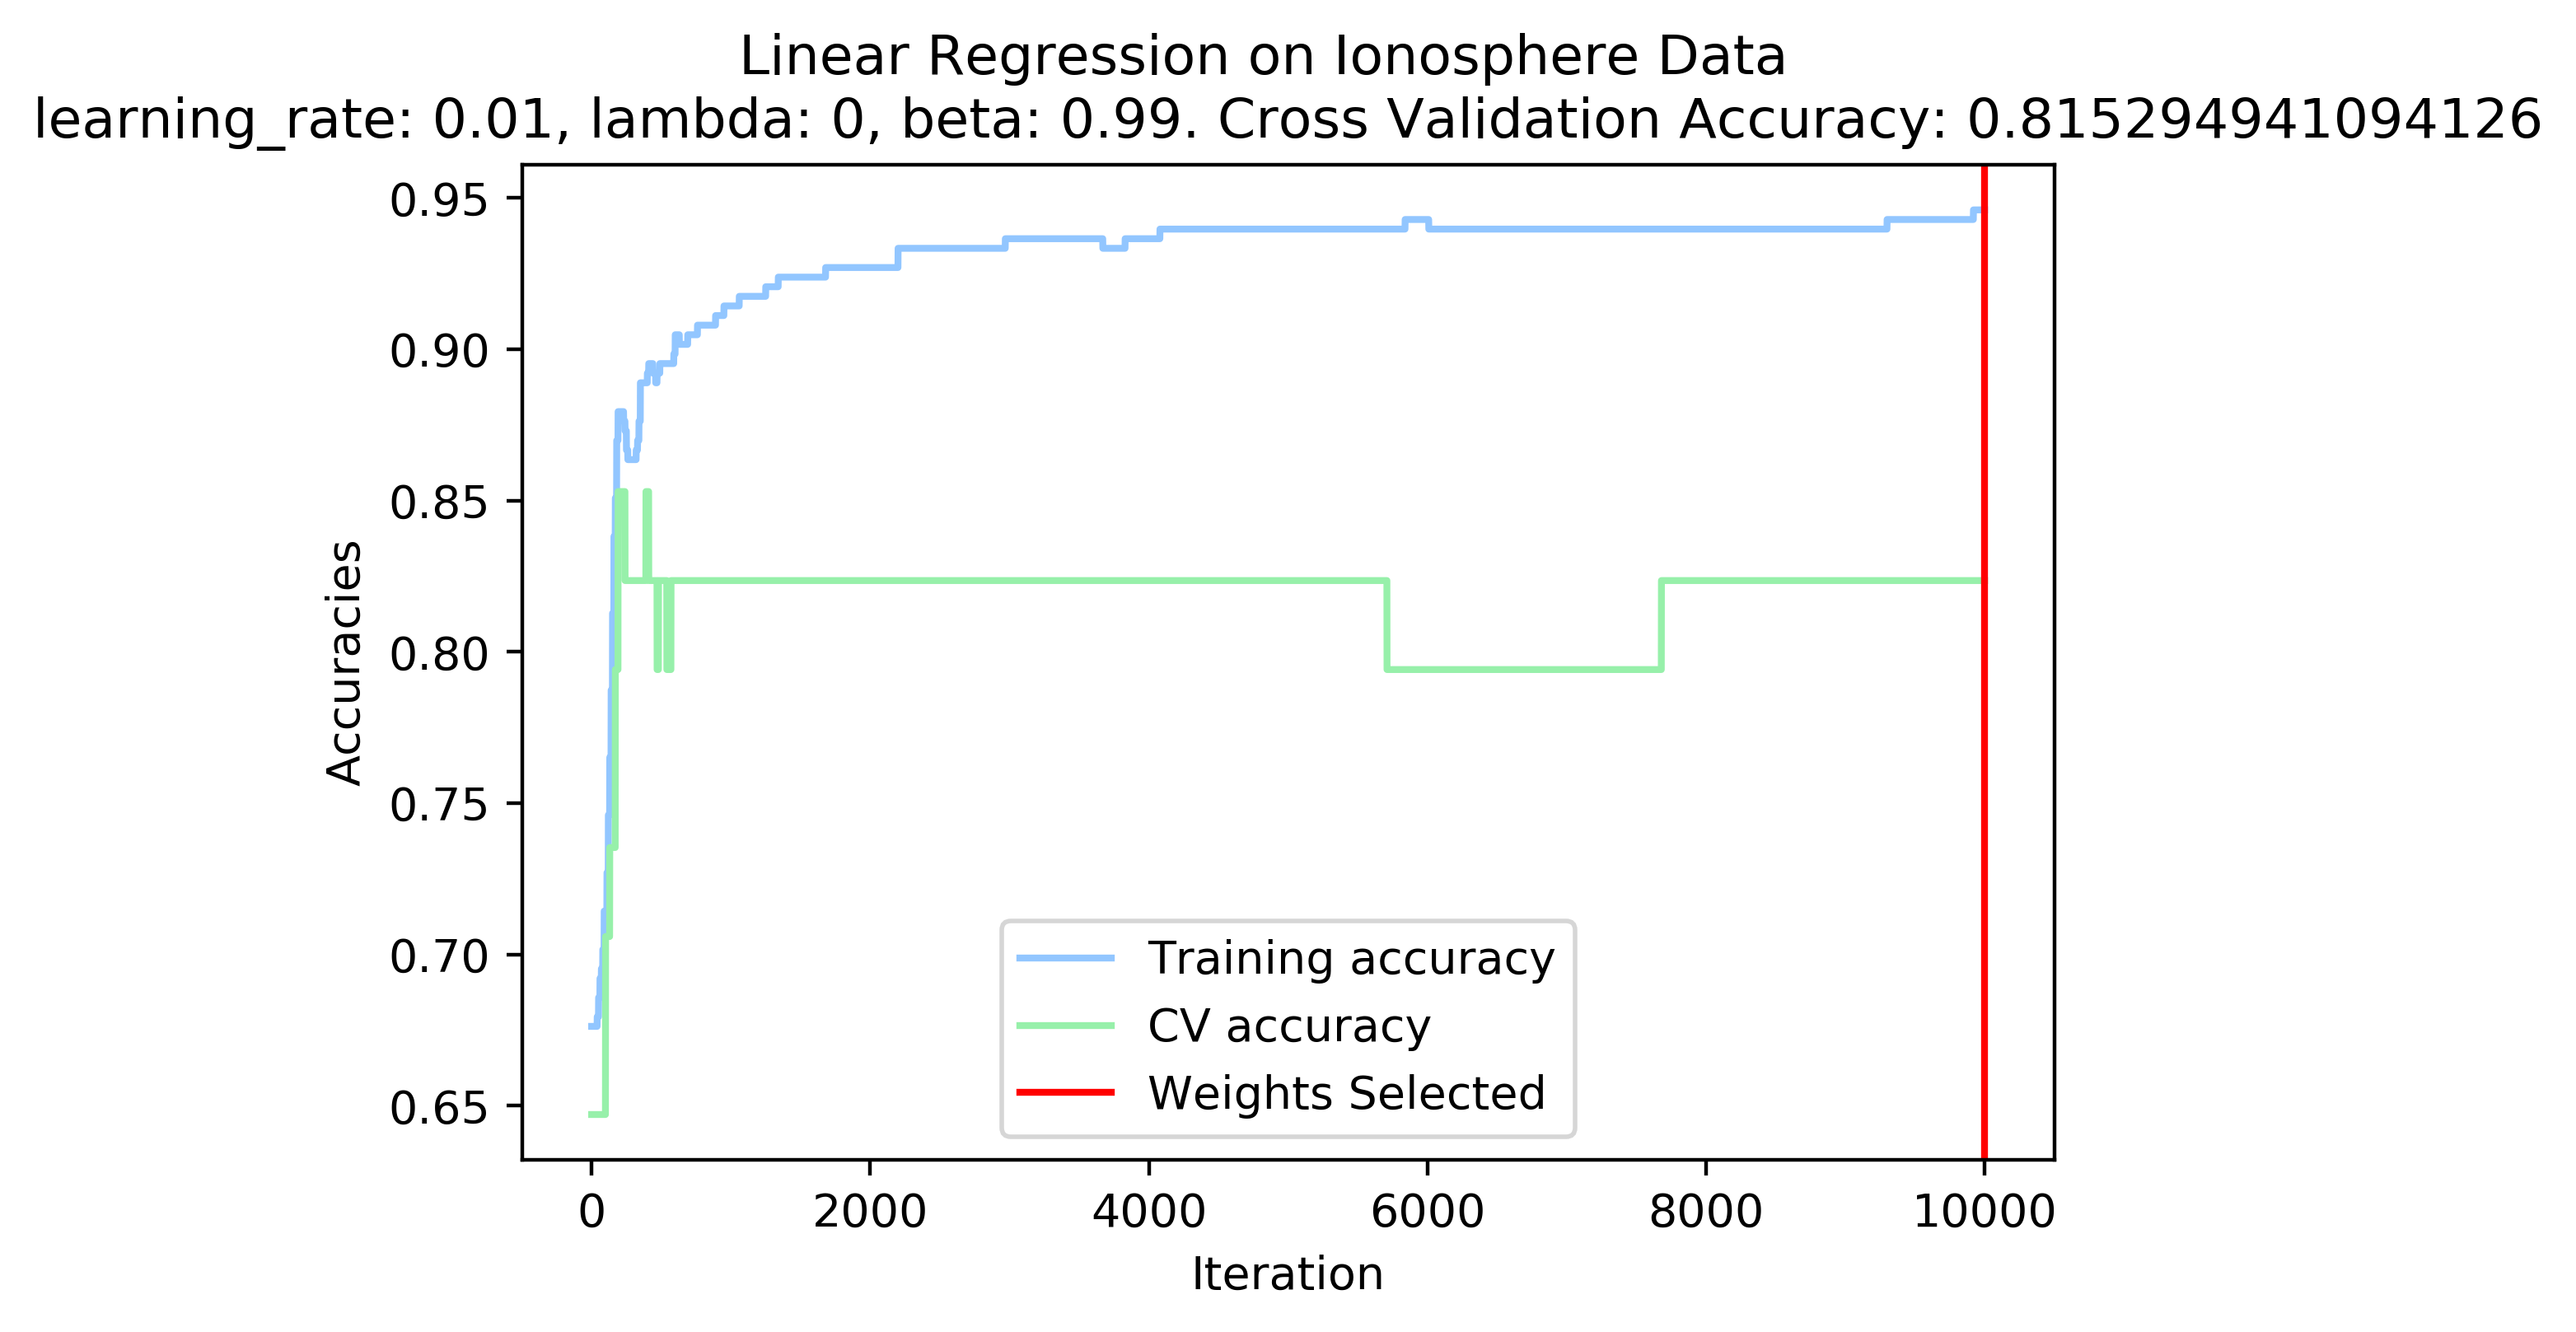 Linear Regression on Ionosphere Data
learning_rate: 0.01, lambda: 0, beta: 0.99. Cross Validation Accuracy: 0.815294941094126
0.95
0.90
0.85
0.80
0.75
0.70
0.65
Accuracies
Training accuracy
CV accuracy
Weights Selected
0 2000 4000 6000 8000 10000
Iteration